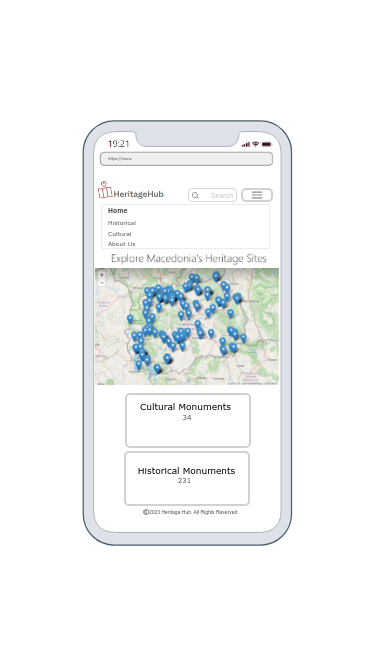 19:21
https://www.
HeritageHub
Search
Home
Historical
Cultural
About Us
Explore Macedonia's Heritage Sites
+
−
Cultural Monuments
34
Historical Monuments
231
©2023 Heritage Hub. All Rights Reserved